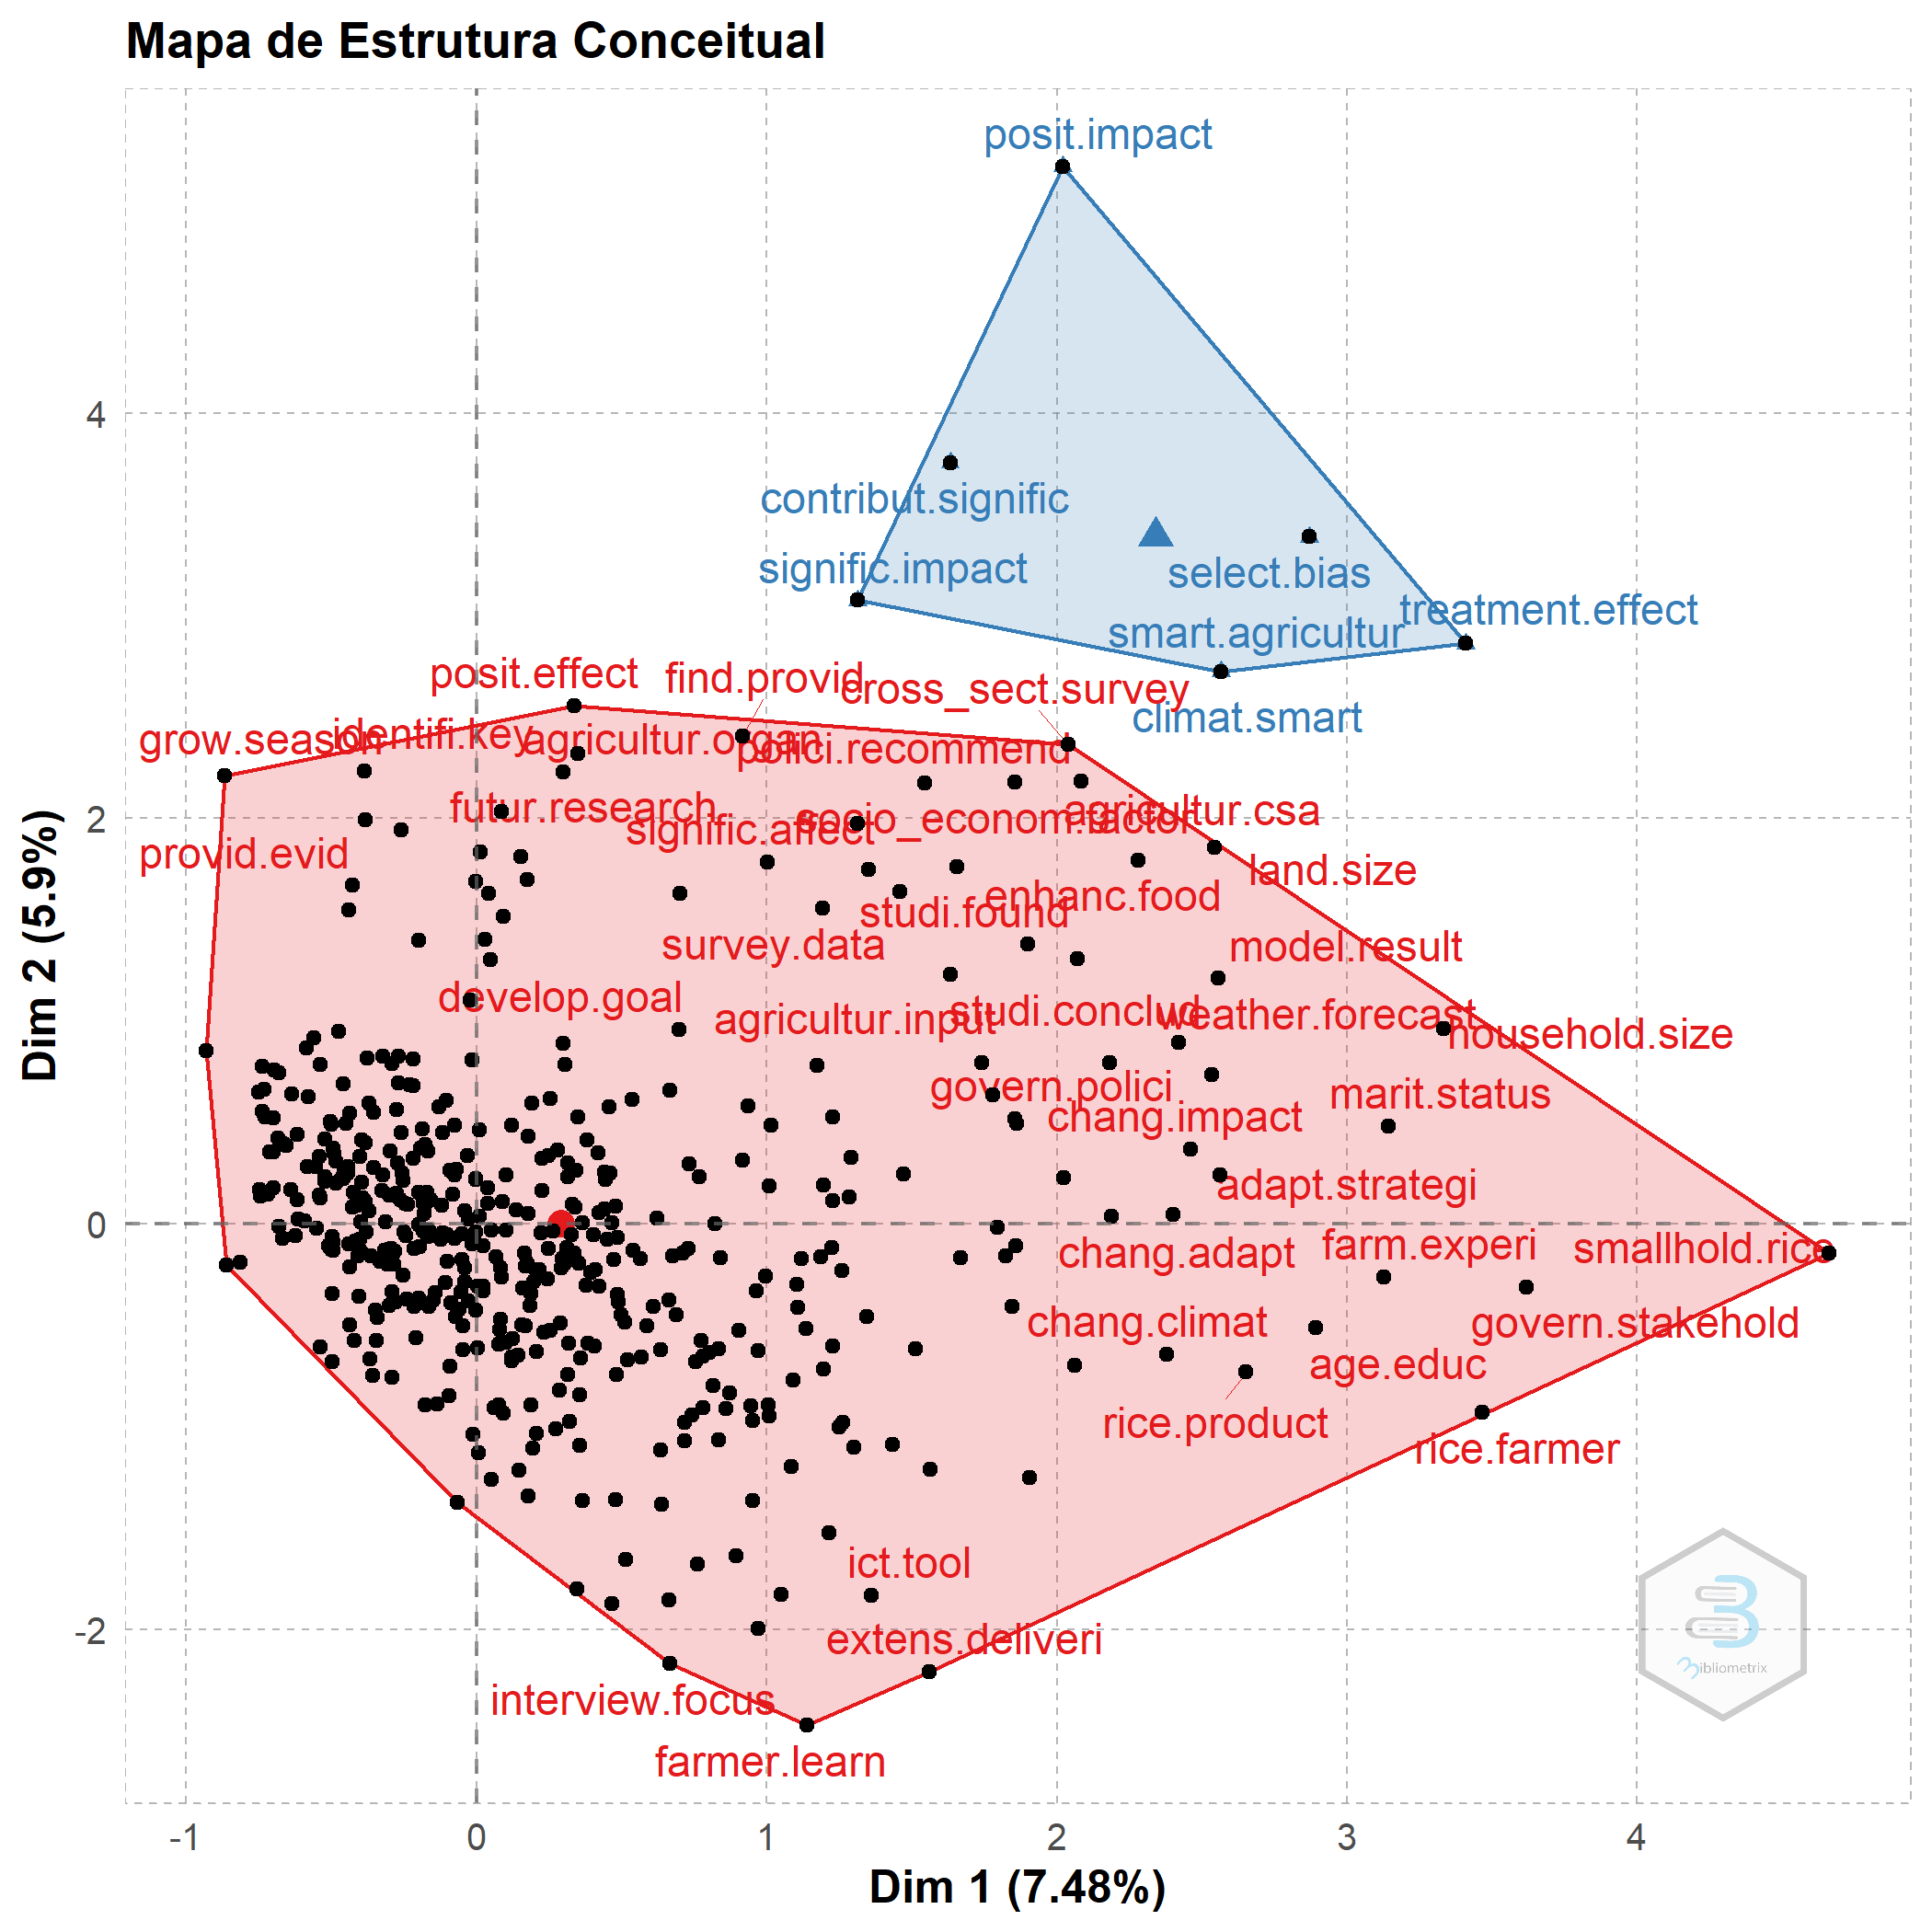 Mapa de Estrutura Conceitual
posit.impact
4
contribut.signific
signific.impact
select.bias
treatment.effect
smart.agricultur
posit.effect
find.provid
cross_sect.survey
climat.smart
grow.season
identifi.key
agricultur.organ
polici.recommend
2
futur.research
signific.affect
socio_econom.factor
agricultur.csa
provid.evid
land.size
enhanc.food
studi.found
survey.data
model.result
develop.goal
agricultur.input
studi.conclud
weather.forecast
household.size
govern.polici
marit.status
chang.impact
adapt.strategi
0
chang.adapt
farm.experi
smallhold.rice
chang.climat
govern.stakehold
age.educ
rice.product
rice.farmer
ict.tool
-2
extens.deliveri
interview.focus
farmer.learn
Bibliometrix
Dim 2 (5.9%)
-1
0
1
2
3
4
Dim 1 (7.48%)